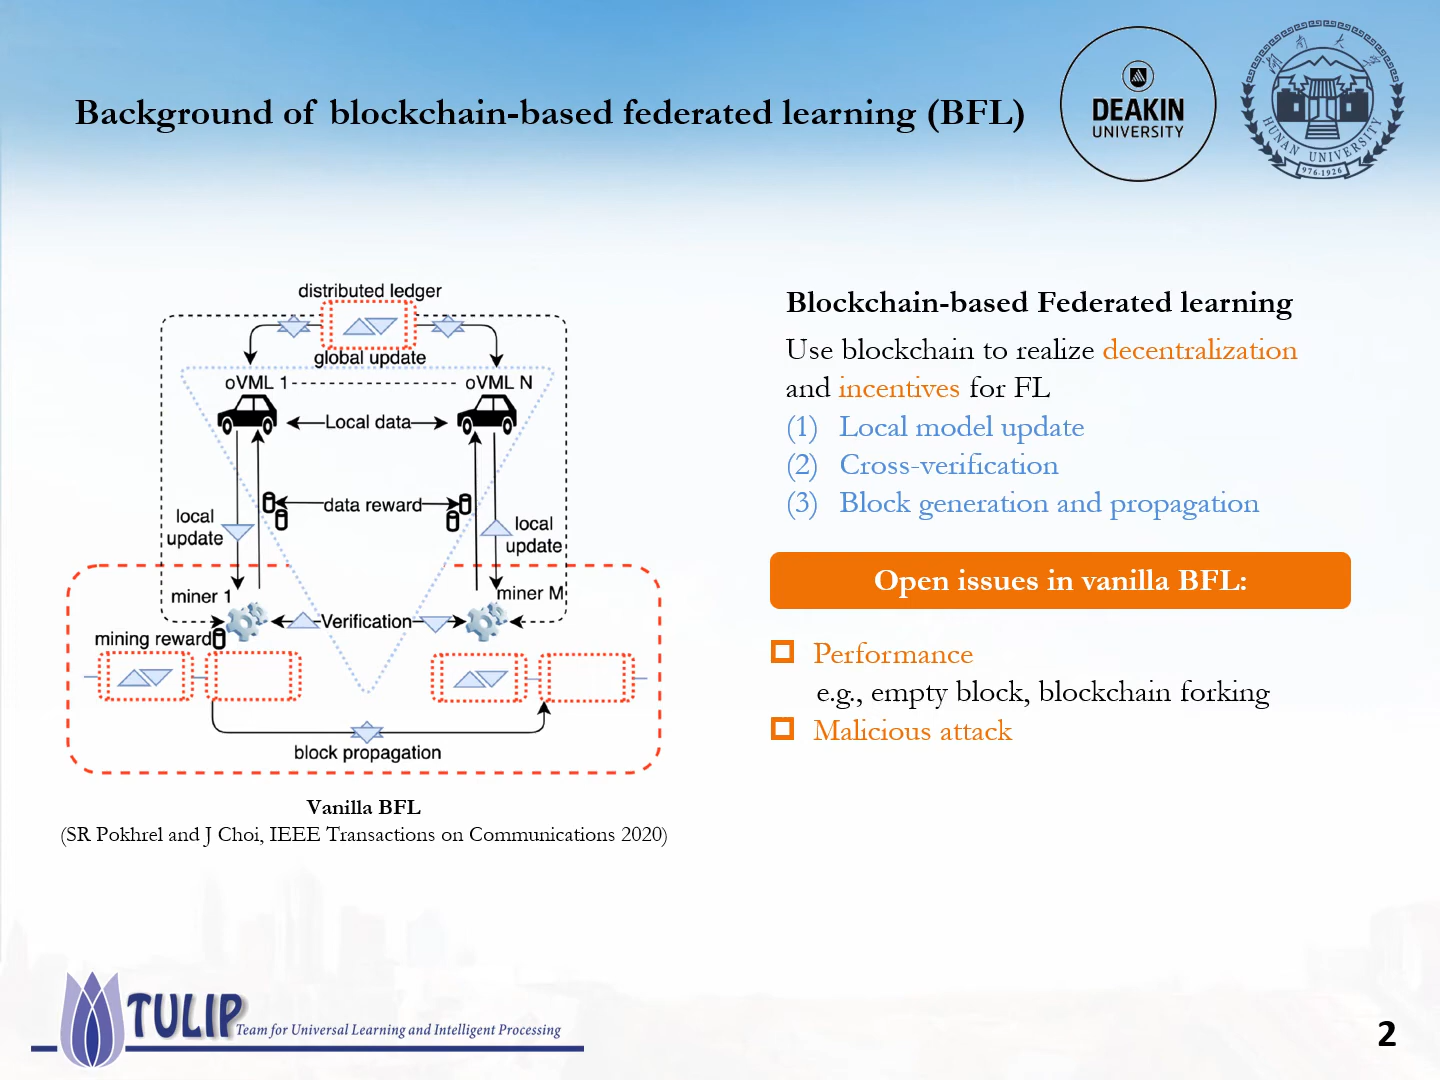 Background of blockchain-based federated learning (BFL)
DEAKIN
UNIVERSITY
湖 南 大 学
HUNAN UNIVERSITY
976-1926
distributed ledger
global update
oVML 1
oVML N
Local data
data reward
local
update
local
update
miner 1
miner M
Verification
mining reward
block propagation
Vanilla BFL
(SR Pokhrel and J Choi, IEEE Transactions on Communications 2020)
Blockchain-based Federated learning
Use blockchain to realize decentralization
and incentives for FL
(1) Local model update
(2) Cross-verification
(3) Block generation and propagation
Open issues in vanilla BFL:
Performance
e.g., empty block, blockchain forking
Malicious attack
TULIP
Team for Universal Learning and Intelligent Processing
2